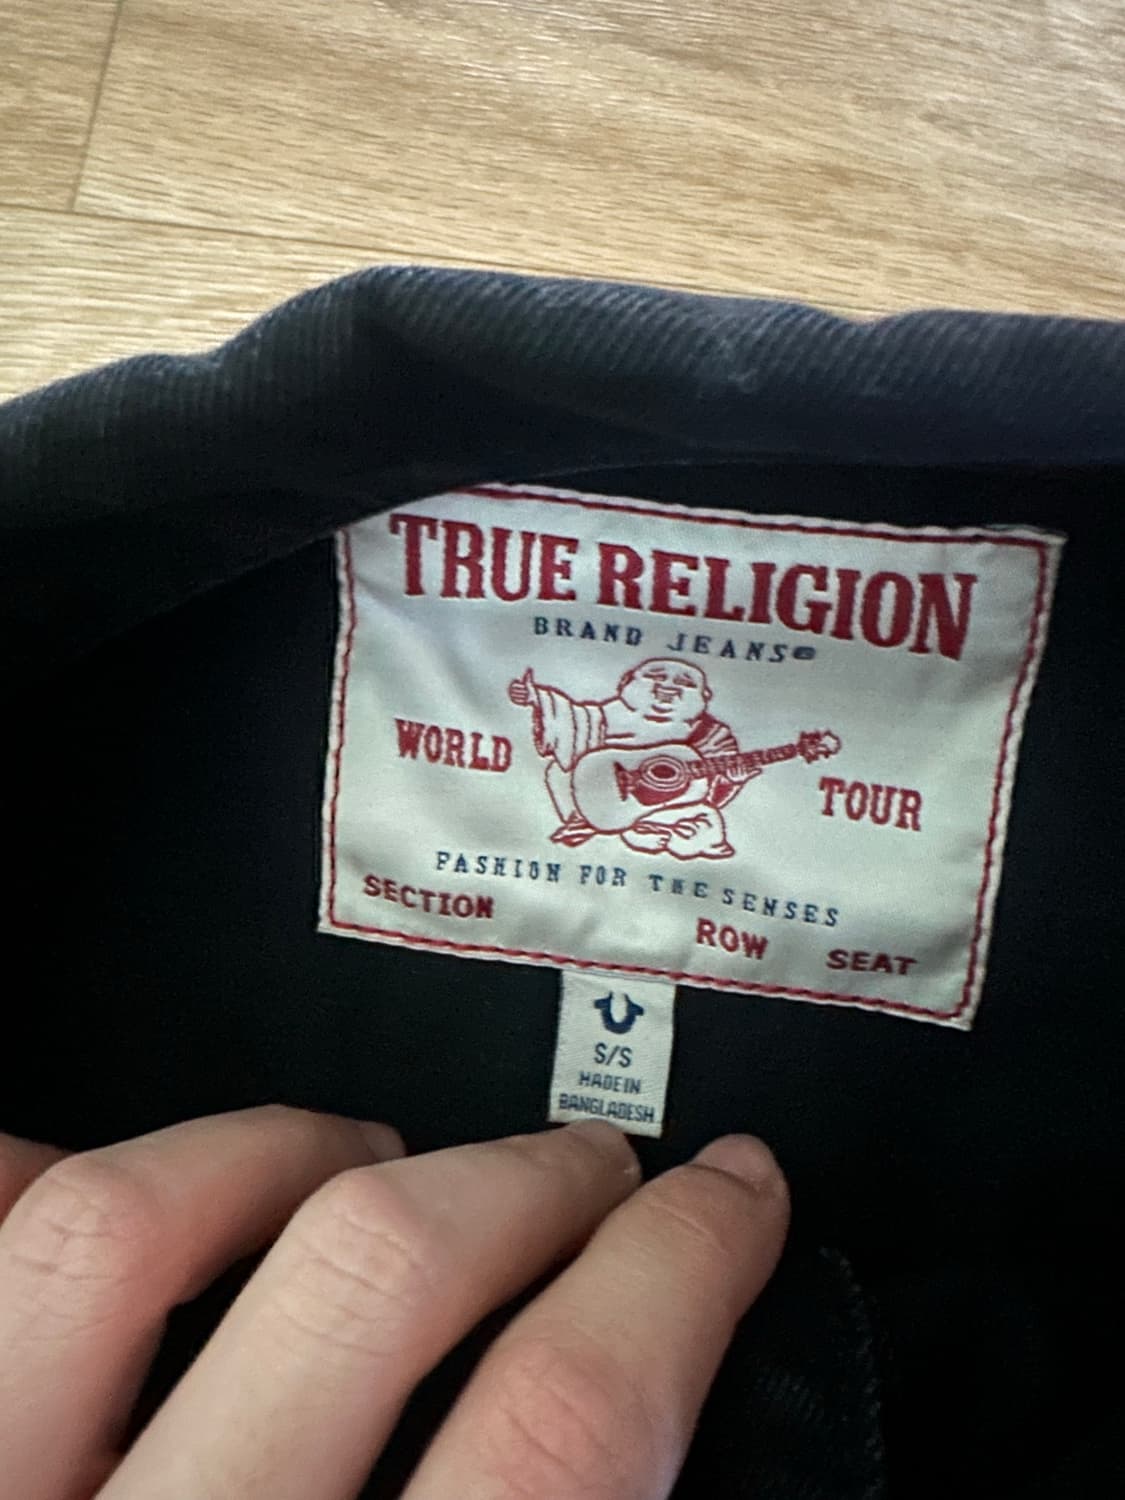 TRUE RELIGION
BRAND JEANS®
WORLD TOUR
FASHION FOR THE SENSES
SECTION ROW SEAT
S/S
MADE IN
BANGLADESH